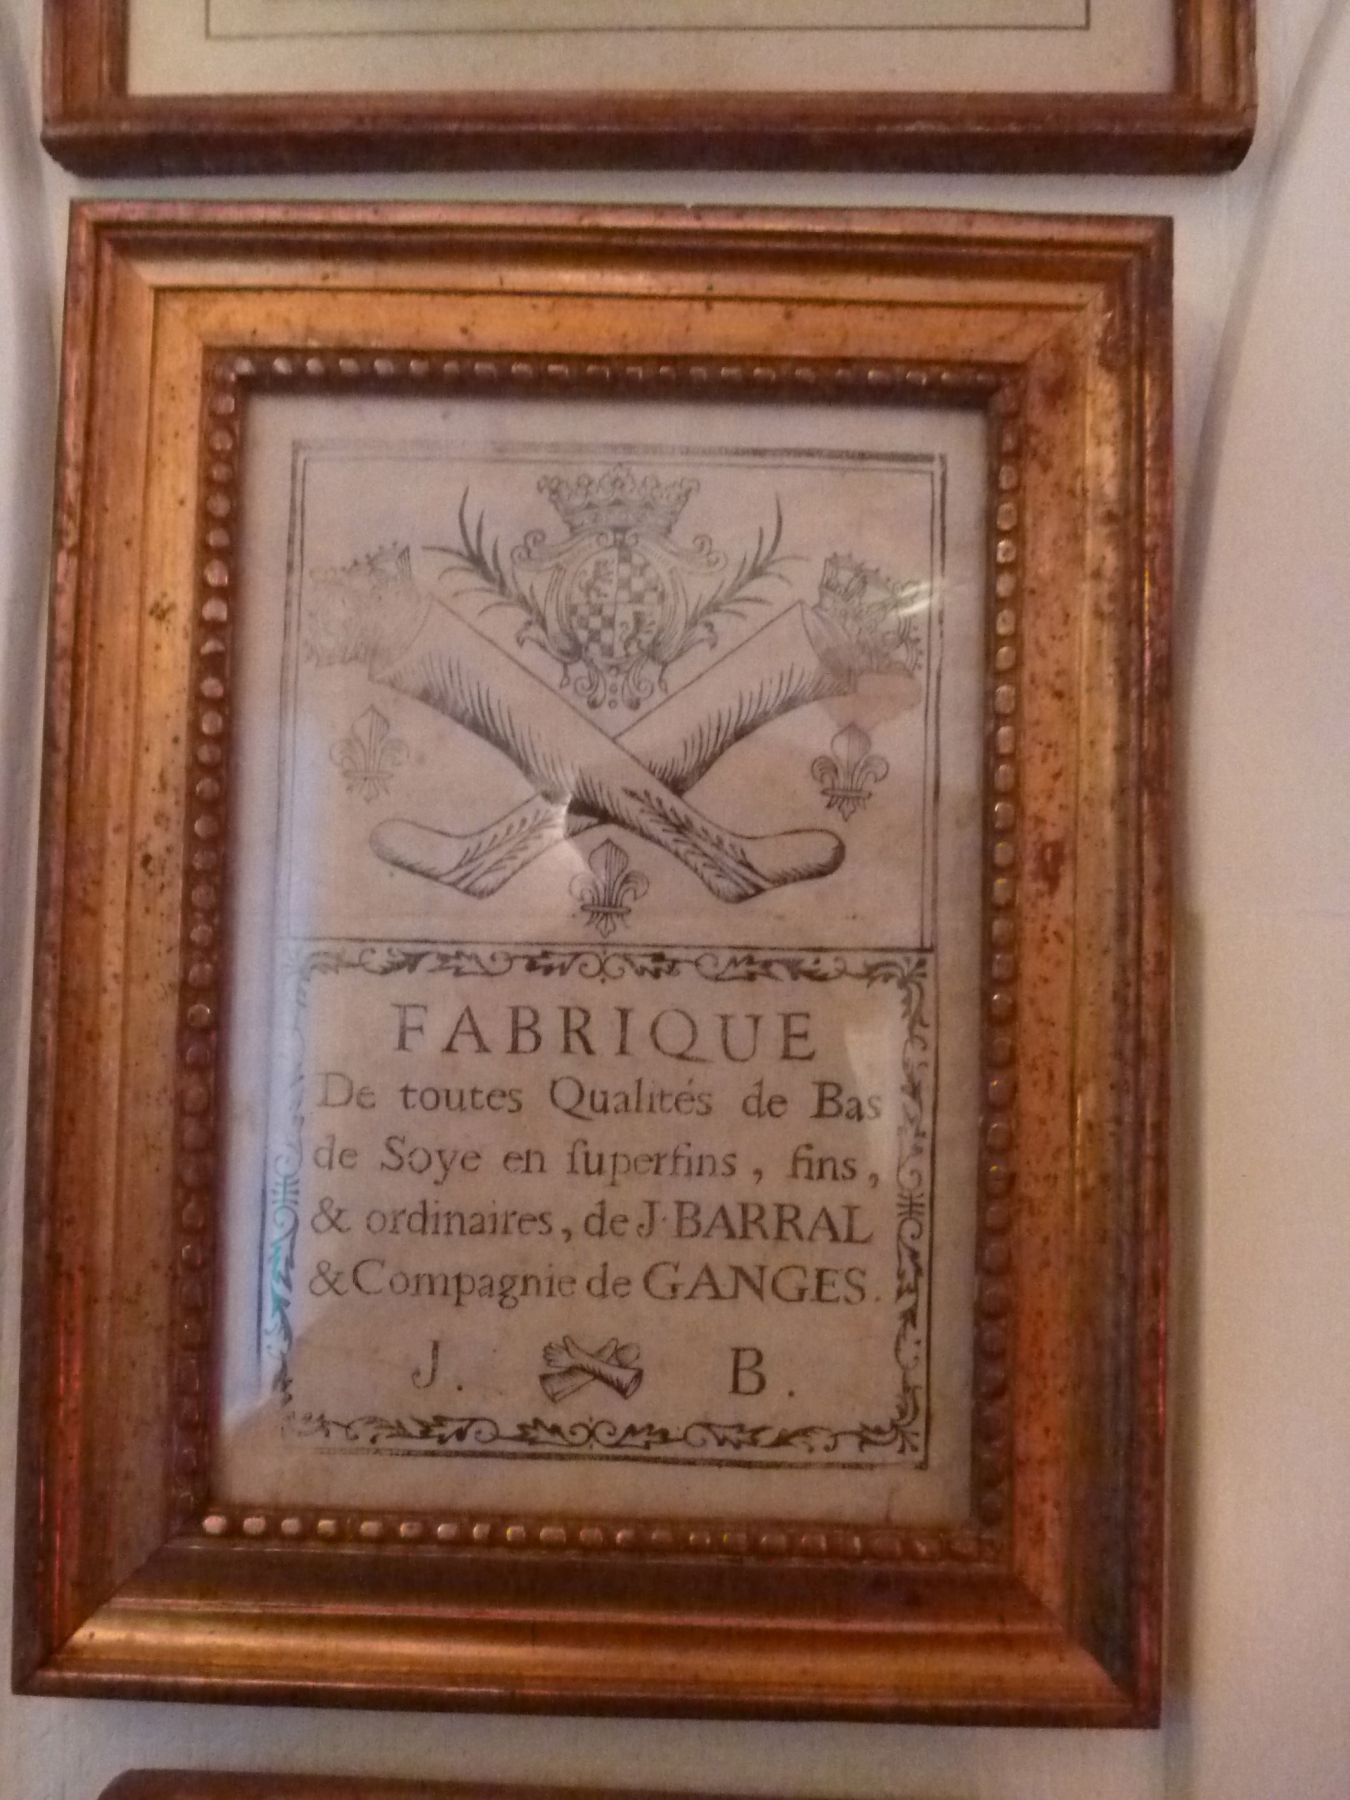 FABRIQUE
De toutes Qualités de Bas
de Soye en ſuperfins, fins,
& ordinaires, de J. BARRAL
& Compagnie de GANGES.
J. B.